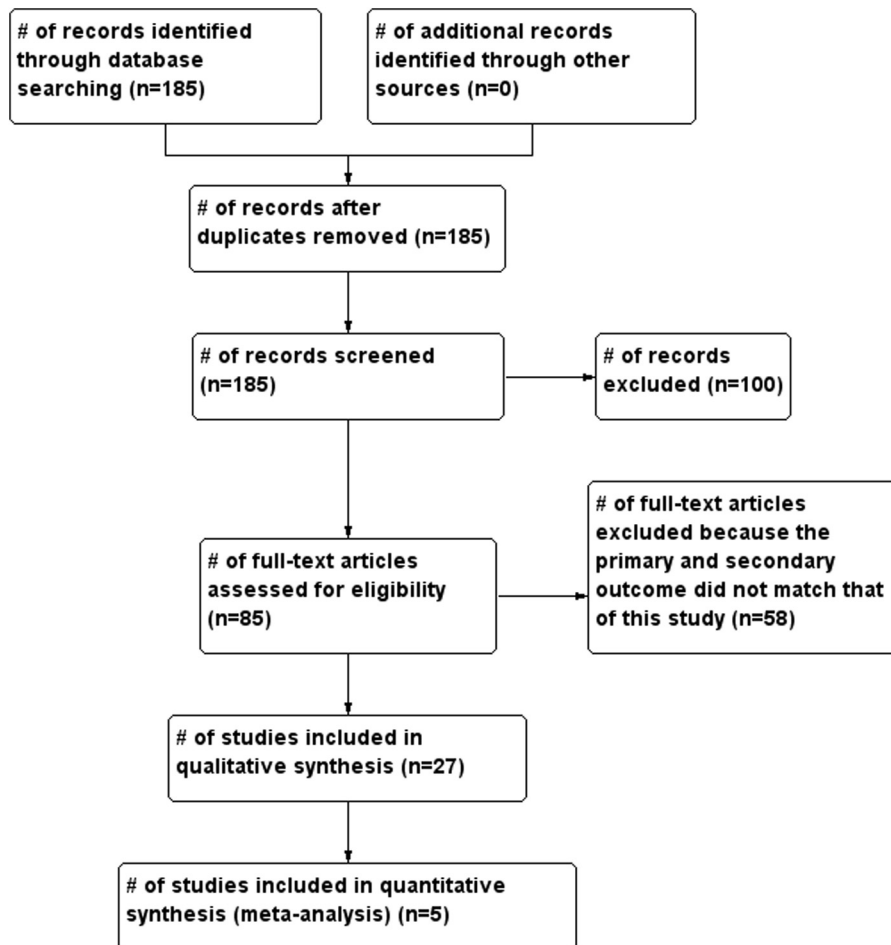 # of records identified
through database
searching (n=185)
# of additional records
identified through other
sources (n=0)
# of records after
duplicates removed (n=185)
# of records screened
(n=185)
# of records
excluded (n=100)
# of full-text articles
assessed for eligibility
(n=85)
# of full-text articles
excluded because the
primary and secondary
outcome did not match that
of this study (n=58)
# of studies included in
qualitative synthesis (n=27)
# of studies included in quantitative
synthesis (meta-analysis) (n=5)